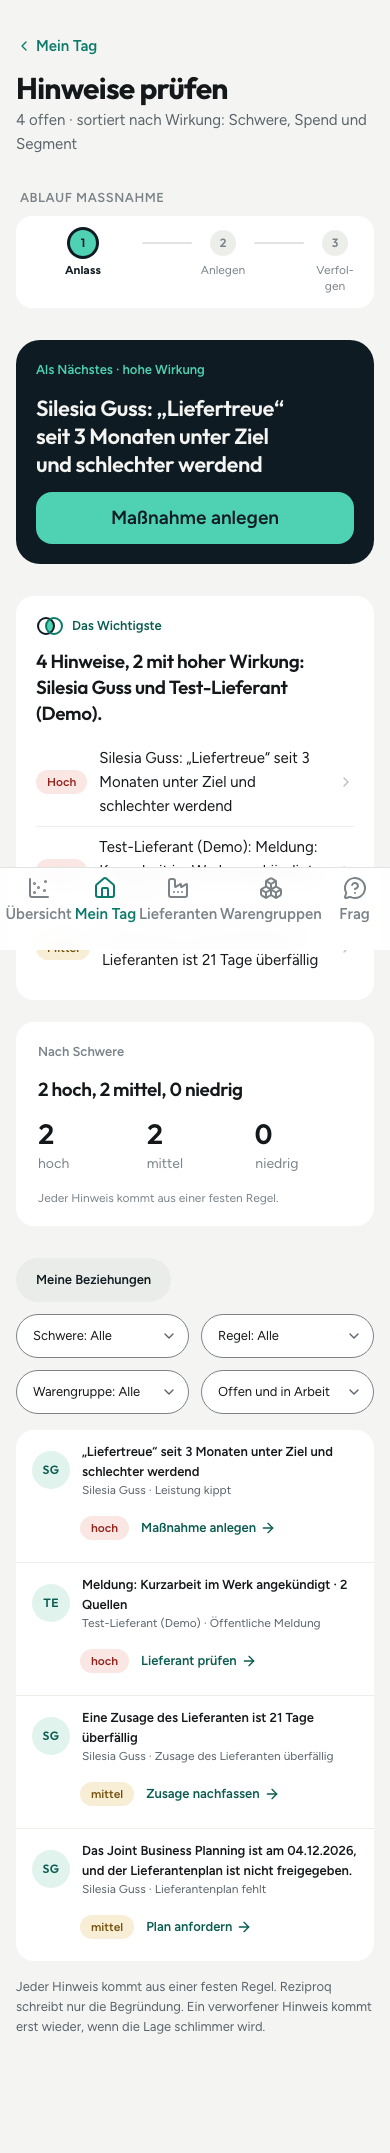 Mein Tag
Hinweise prüfen
4 offen · sortiert nach Wirkung: Schwere, Spend und
Segment
ABLAUF MASSNAHME
1
2
3
Anlass
Anlegen
Verfol-
gen
Als Nächstes · hohe Wirkung
Silesia Guss: „Liefertreue“
seit 3 Monaten unter Ziel
und schlechter werdend
Maßnahme anlegen
Das Wichtigste
4 Hinweise, 2 mit hoher Wirkung:
Silesia Guss und Test-Lieferant
(Demo).
Hoch
Silesia Guss: „Liefertreue“ seit 3
Monaten unter Ziel und
schlechter werdend
Test-Lieferant (Demo): Meldung:
Übersicht
Mein Tag
Lieferanten
Warengruppen
Frag
Lieferanten ist 21 Tage überfällig
Nach Schwere
2 hoch, 2 mittel, 0 niedrig
2
2
0
hoch
mittel
niedrig
Jeder Hinweis kommt aus einer festen Regel.
Meine Beziehungen
Schwere: Alle
Regel: Alle
Warengruppe: Alle
Offen und in Arbeit
SG
„Liefertreue“ seit 3 Monaten unter Ziel und
schlechter werdend
Silesia Guss · Leistung kippt
hoch
Maßnahme anlegen
TE
Meldung: Kurzarbeit im Werk angekündigt · 2
Quellen
Test-Lieferant (Demo) · Öffentliche Meldung
hoch
Lieferant prüfen
SG
Eine Zusage des Lieferanten ist 21 Tage
überfällig
Silesia Guss · Zusage des Lieferanten überfällig
mittel
Zusage nachfassen
SG
Das Joint Business Planning ist am 04.12.2026,
und der Lieferantenplan ist nicht freigegeben.
Silesia Guss · Lieferantenplan fehlt
mittel
Plan anfordern
Jeder Hinweis kommt aus einer festen Regel. Reziproq
schreibt nur die Begründung. Ein verworfener Hinweis kommt
erst wieder, wenn die Lage schlimmer wird.